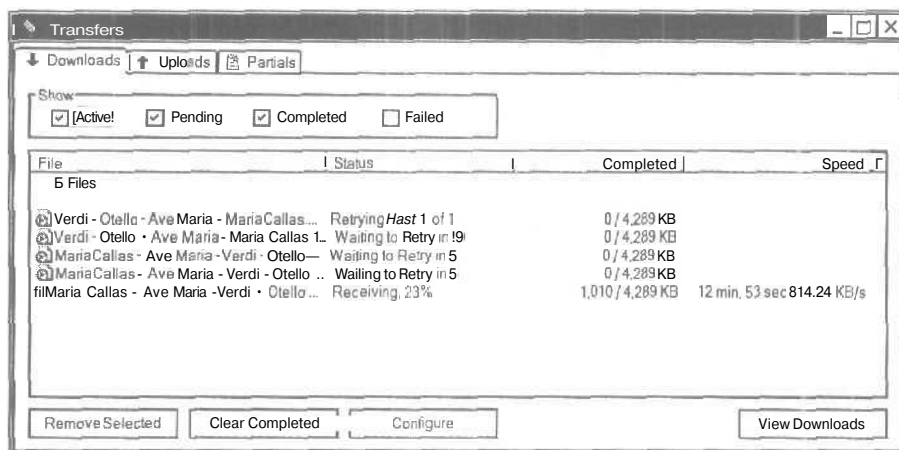 Transfers
Downloads Uploads Partials
Show
[Active! Pending Completed Failed
File Status Completed Speed
Б Files
Verdi - Otello - Ave Maria - Maria Callas.... Retrying Hast 1 of 1 0 / 4,289 KB
Verdi - Otello • Ave Maria - Maria Callas 1... Waiting to Retry in !9 0 / 4,289 KB
Maria Callas - Ave Maria - Verdi - Otello— Waiting to Retry in 5 0 / 4,289 KB
Maria Callas - Ave Maria - Verdi - Otello .. Wailing to Retry in 5 0 / 4,289 KB
filMaria Callas - Ave Maria -Verdi • Otello ... Receiving, 23% 1,010 / 4,289 KB 12 min, 53 sec 814.24 KB/s
Remove Selected Clear Completed Configure View Downloads